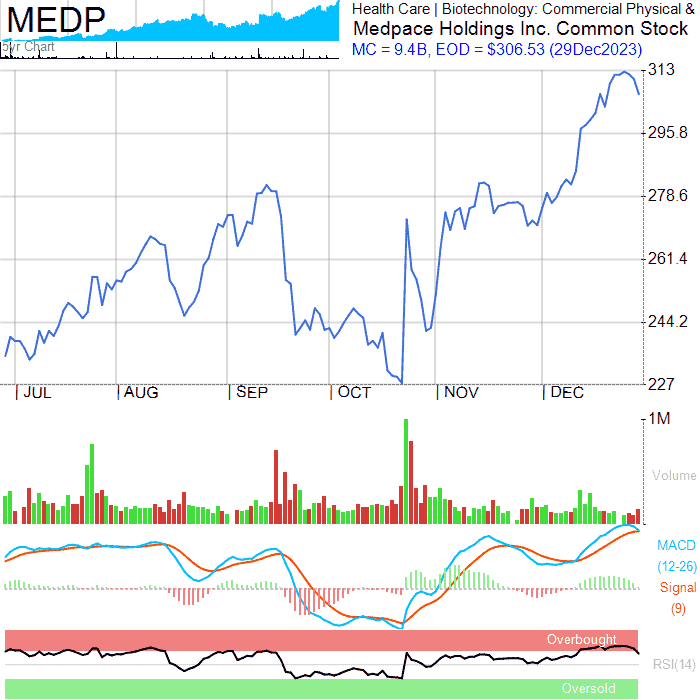 MEDP
5yr Chart
Health Care | Biotechnology: Commercial Physical &
Medpace Holdings Inc. Common Stock
MC = 9.4B, EOD = $306.53 (29Dec2023)
313
295.8
278.6
261.4
244.2
227
JUL AUG SEP OCT NOV DEC
1M
Volume
MACD
(12-26)
Signal
(9)
Overbought
RSI(14)
Oversold